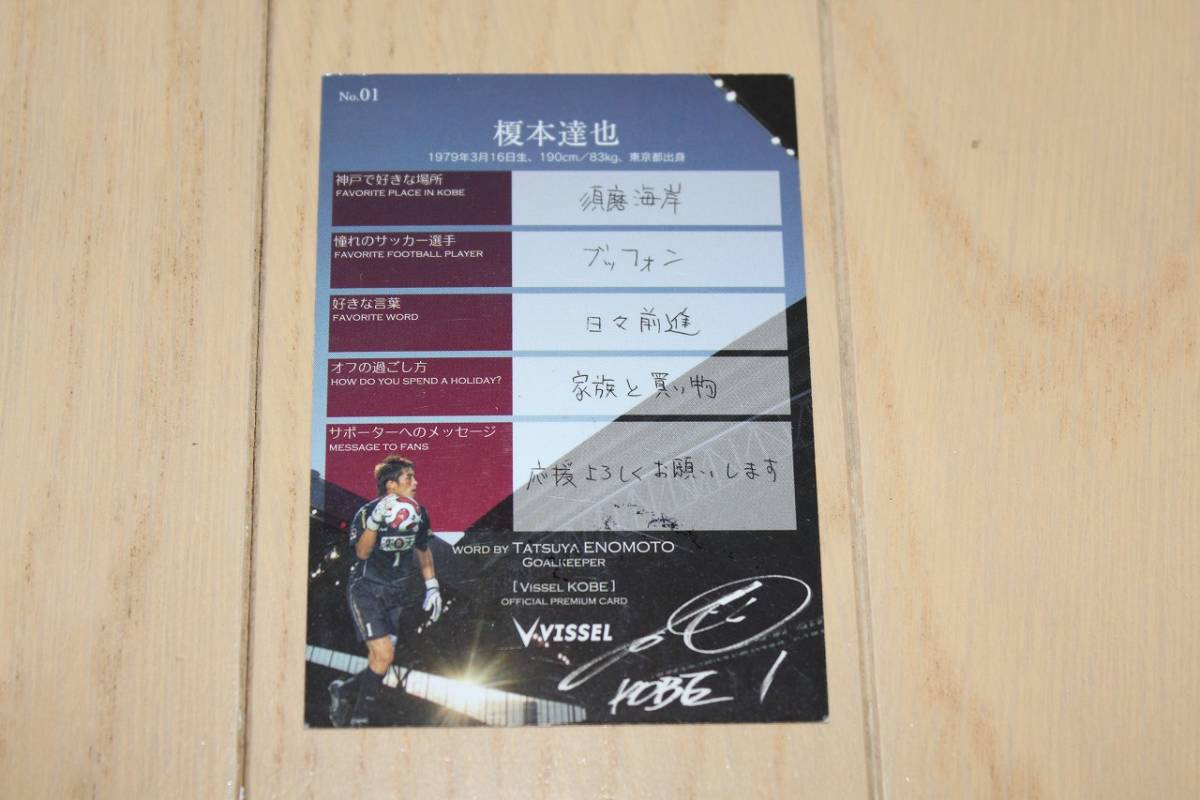 No.01
榎本達也
1979年3月16日生、190cm／83kg、東京都出身
神戸で好きな場所
FAVORITE PLACE IN KOBE
須磨海岸
憧れのサッカー選手
FAVORITE FOOTBALL PLAYER
ブッフォン
好きな言葉
FAVORITE WORD
日々前進
オフの過ごし方
HOW DO YOU SPEND A HOLIDAY?
家族と買い物
サポーターへのメッセージ
MESSAGE TO FANS
応援よろしくお願いします
WORD BY TATSUYA ENOMOTO
GOALKEEPER
[VISSEL KOBE]
OFFICIAL PREMIUM CARD
VISSEL
KOBE 1